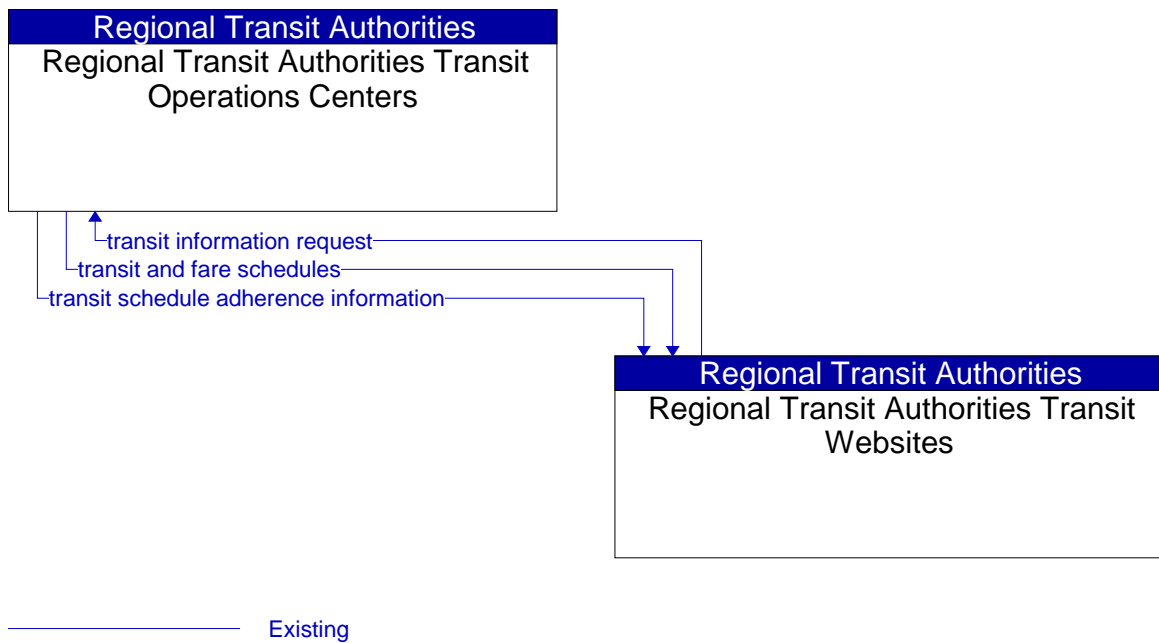 Regional Transit Authorities
Regional Transit Authorities Transit
Operations Centers
transit information request
transit and fare schedules
transit schedule adherence information
Regional Transit Authorities
Regional Transit Authorities Transit
Websites
Existing